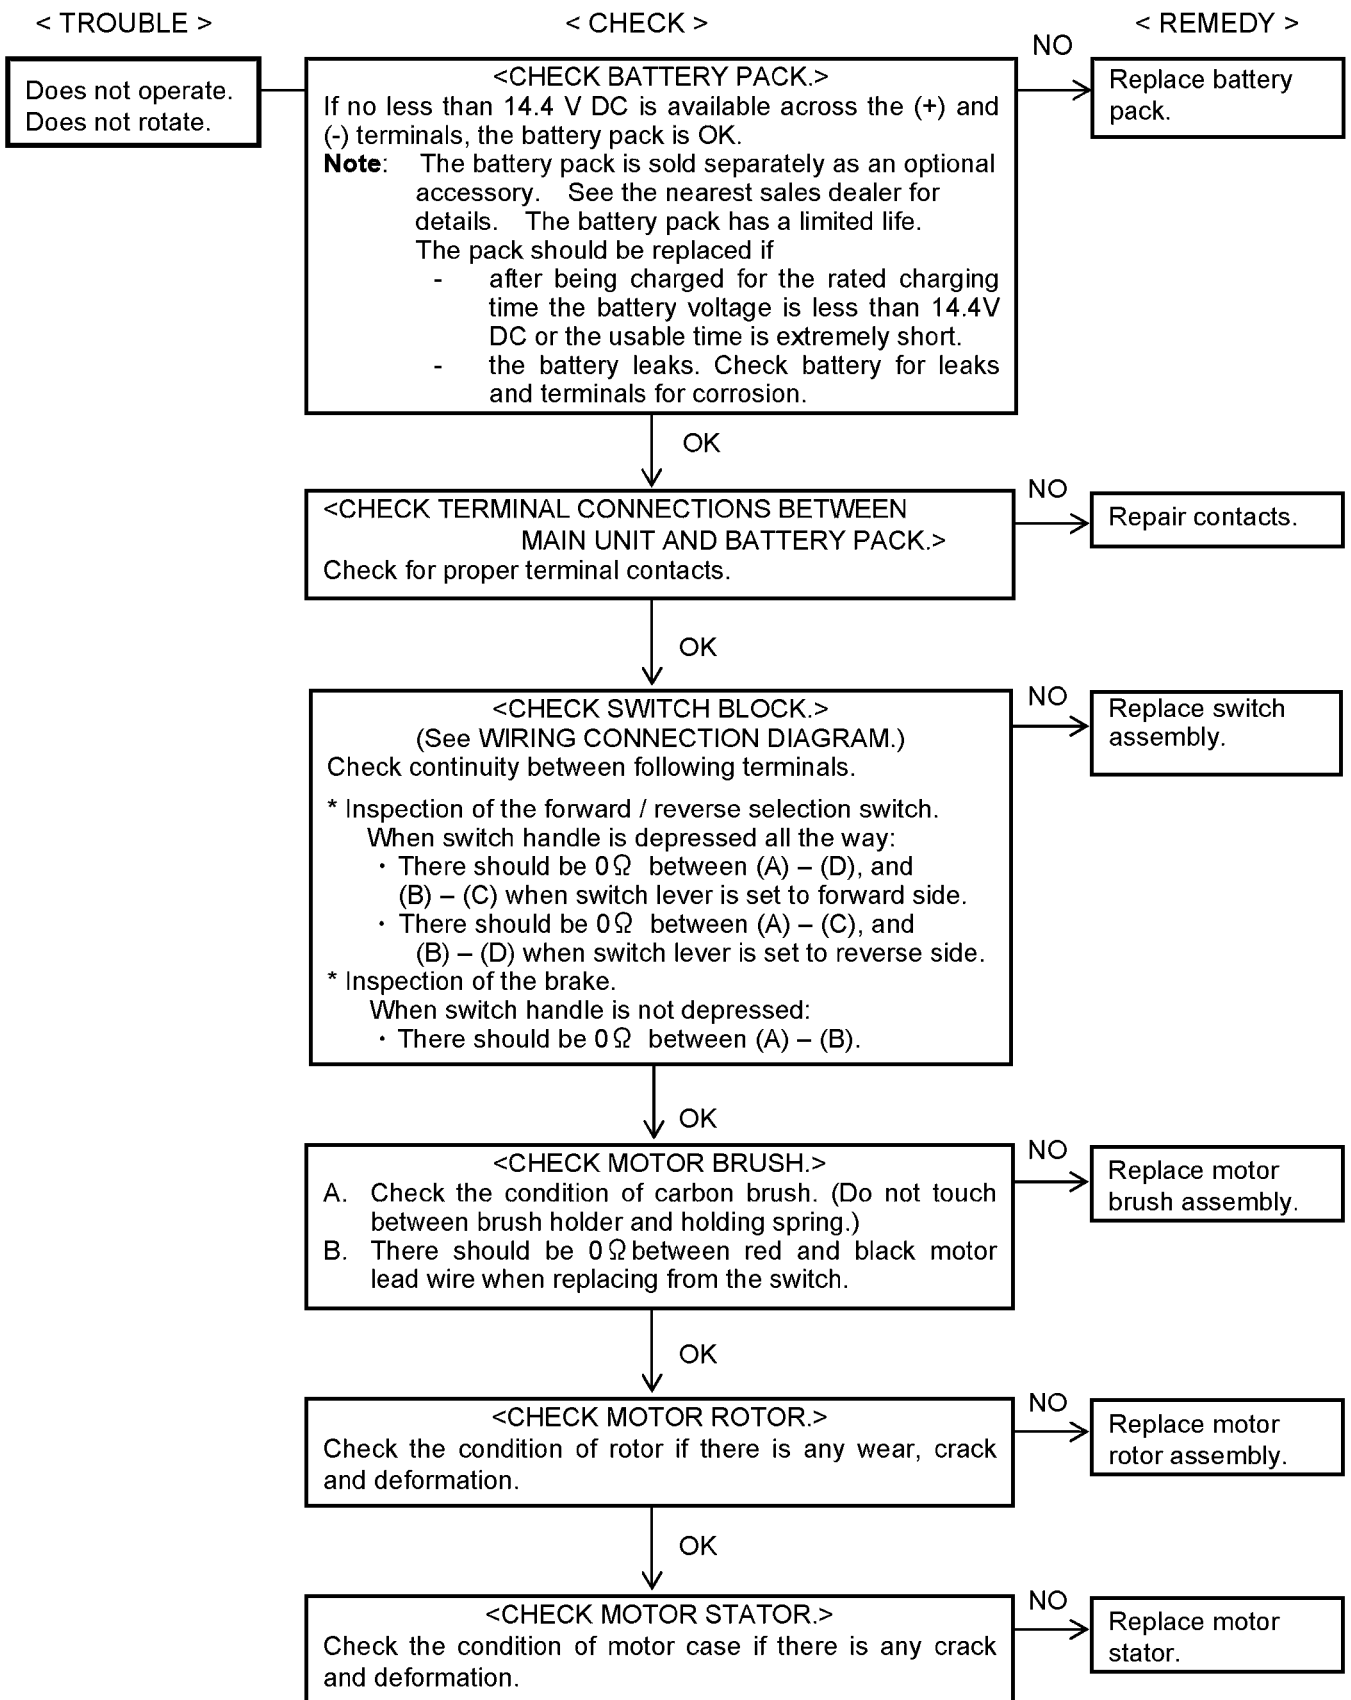 < TROUBLE >
< CHECK >
< REMEDY >
Does not operate.
Does not rotate.
<CHECK BATTERY PACK.>
If no less than 14.4 V DC is available across the (+) and
(-) terminals, the battery pack is OK.
Note: The battery pack is sold separately as an optional
accessory. See the nearest sales dealer for
details. The battery pack has a limited life.
The pack should be replaced if
- after being charged for the rated charging
time the battery voltage is less than 14.4V
DC or the usable time is extremely short.
- the battery leaks. Check battery for leaks
and terminals for corrosion.
NO
Replace battery
pack.
OK
<CHECK TERMINAL CONNECTIONS BETWEEN
MAIN UNIT AND BATTERY PACK.>
Check for proper terminal contacts.
NO
Repair contacts.
OK
<CHECK SWITCH BLOCK.>
(See WIRING CONNECTION DIAGRAM.)
Check continuity between following terminals.
* Inspection of the forward / reverse selection switch.
When switch handle is depressed all the way:
・There should be 0Ω between (A) – (D), and
(B) – (C) when switch lever is set to forward side.
・There should be 0Ω between (A) – (C), and
(B) – (D) when switch lever is set to reverse side.
* Inspection of the brake.
When switch handle is not depressed:
・There should be 0Ω between (A) – (B).
NO
Replace switch
assembly.
OK
<CHECK MOTOR BRUSH.>
A. Check the condition of carbon brush. (Do not touch
between brush holder and holding spring.)
B. There should be 0Ω between red and black motor
lead wire when replacing from the switch.
NO
Replace motor
brush assembly.
OK
<CHECK MOTOR ROTOR.>
Check the condition of rotor if there is any wear, crack
and deformation.
NO
Replace motor
rotor assembly.
OK
<CHECK MOTOR STATOR.>
Check the condition of motor case if there is any crack
and deformation.
NO
Replace motor
stator.